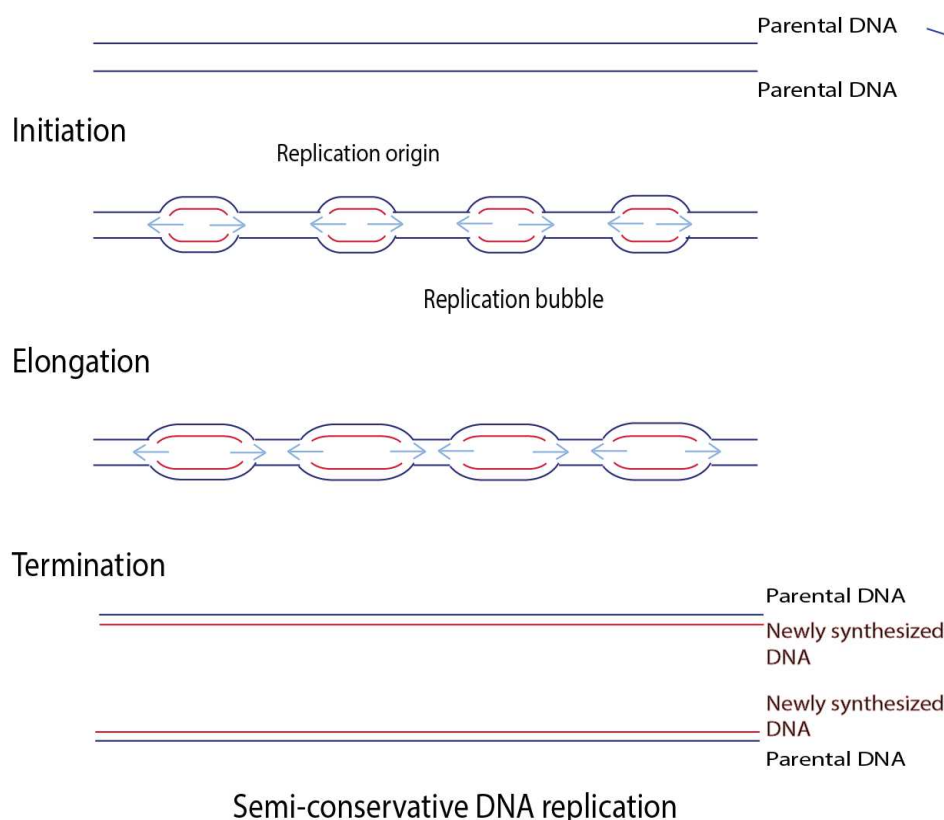 Parental DNA
Parental DNA
Initiation
Replication origin
Replication bubble
Elongation
Termination
Parental DNA
Newly synthesized
DNA
Newly synthesized
DNA
Parental DNA
Semi-conservative DNA replication